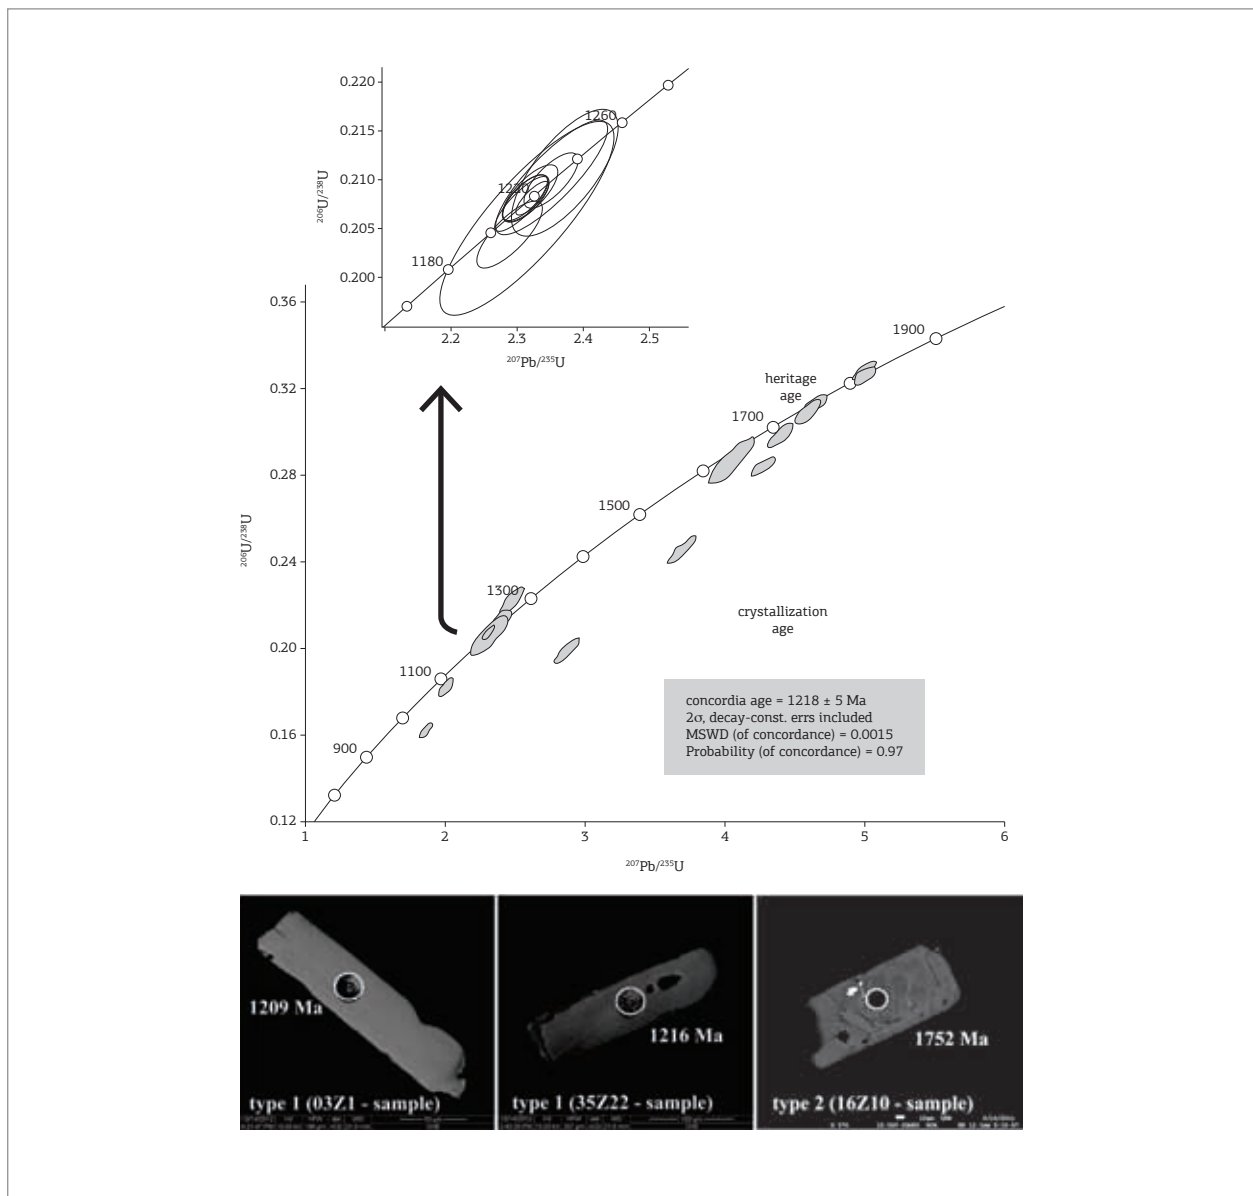 0.220
0.215
0.210
0.205
0.200
²⁰⁶U/²³⁸U
1260
1220
1180
2.2 2.3 2.4 2.5
²⁰⁷Pb/²³⁵U
0.36
0.32
0.28
0.24
0.20
0.16
0.12
²⁰⁶U/²³⁸U
1900
heritage
age
1700
1500
1300
crystallization
age
1100
900
concordia age = 1218 ± 5 Ma
2σ, decay-const. errs included
MSWD (of concordance) = 0.0015
Probability (of concordance) = 0.97
1 2 3 4 5 6
²⁰⁷Pb/²³⁵U
1209 Ma
type 1 (03Z1 - sample)
1216 Ma
type 1 (35Z22 - sample)
1752 Ma
type 2 (16Z10 - sample)